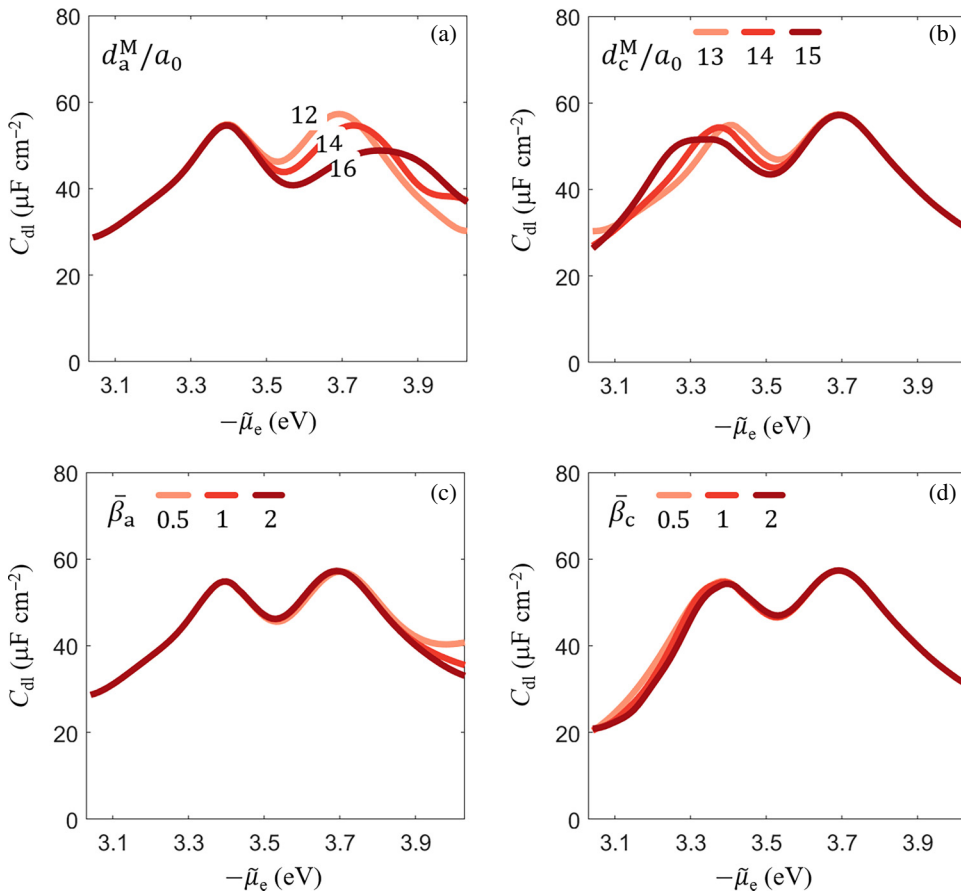 (a)
d_a^M/a_0
80
60
40
20
0
12
14
16
C_dl (μF cm⁻²)
3.1 3.3 3.5 3.7 3.9
−μ̃_e (eV)
(b)
d_c^M/a_0
13 14 15
80
60
40
20
0
C_dl (μF cm⁻²)
3.1 3.3 3.5 3.7 3.9
−μ̃_e (eV)
(c)
β̄_a
0.5 1 2
80
60
40
20
0
C_dl (μF cm⁻²)
3.1 3.3 3.5 3.7 3.9
−μ̃_e (eV)
(d)
β̄_c
0.5 1 2
80
60
40
20
0
C_dl (μF cm⁻²)
3.1 3.3 3.5 3.7 3.9
−μ̃_e (eV)